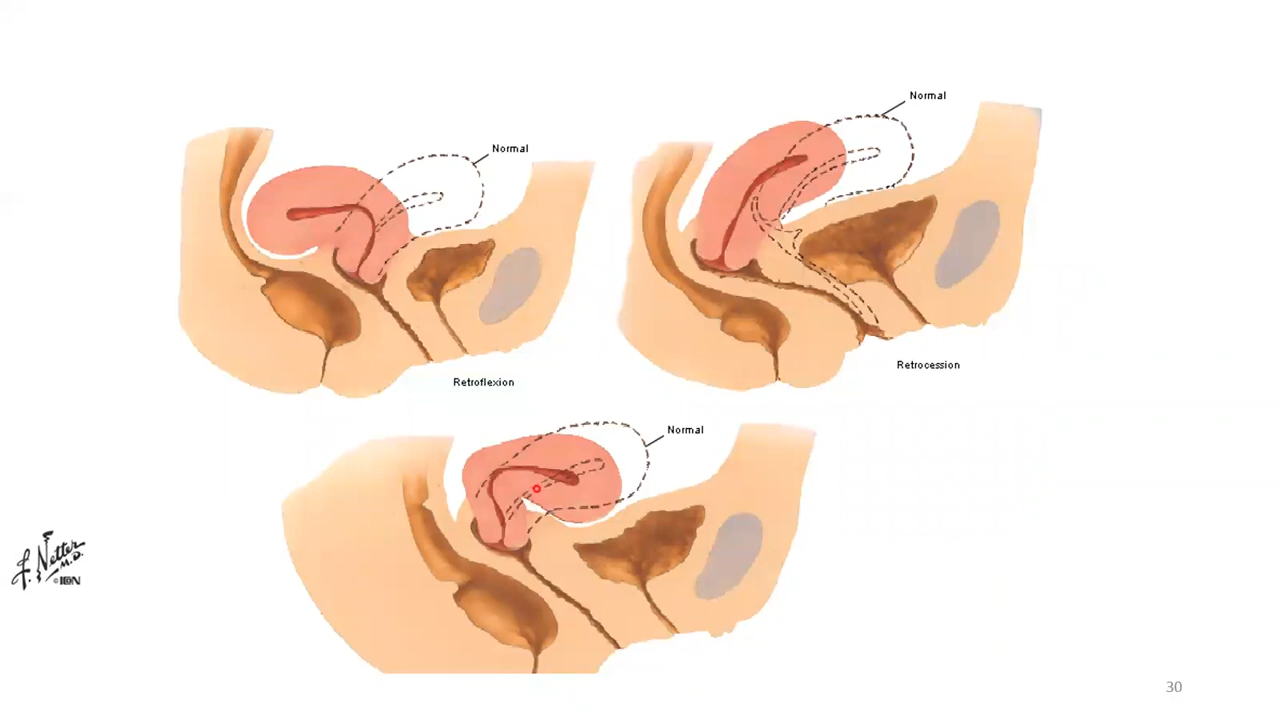 Normal
Normal
Retroflexion
Retrocession
Normal
F. Netter
M.D.
©ICON
30